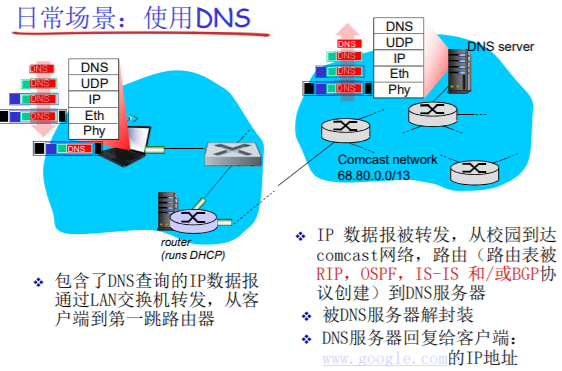 日常场景：使用DNS
DNS
DNS
DNS
DNS
DNS
UDP
IP
Eth
Phy
DNS
router
(runs DHCP)
DNS
DNS
DNS
DNS
DNS
UDP
IP
Eth
Phy
DNS server
Comcast network
68.80.0.0/13
包含了DNS查询的IP数据报
通过LAN交换机转发，从客
户端到第一跳路由器
IP 数据报被转发，从校园到达
comcast网络，路由（路由表被
RIP，OSPF，IS-IS 和/或BGP协
议创建）到DNS服务器
被DNS服务器解封装
DNS服务器回复给客户端：
www.google.com的IP地址